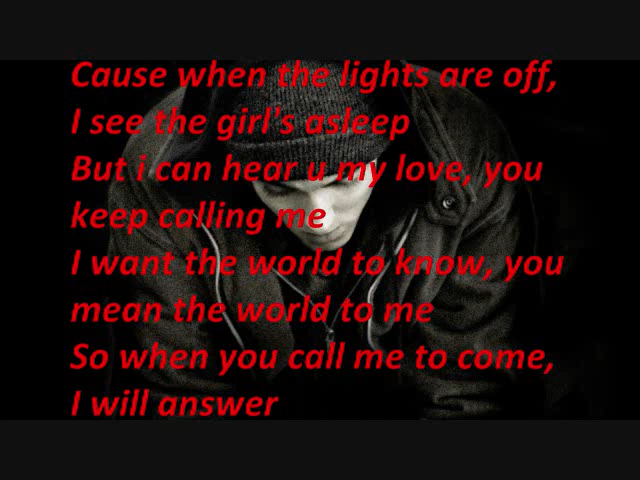 Cause when the lights are off,
I see the girl's asleep
But i can hear u my love, you
keep calling me
I want the world to know, you
mean the world to me
So when you call me to come,
I will answer